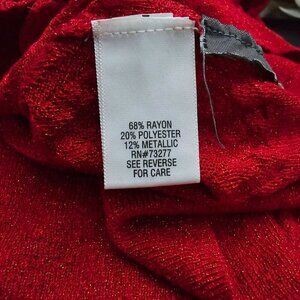 68% RAYON
20% POLYESTER
12% METALLIC
RN#73277
SEE REVERSE
FOR CARE